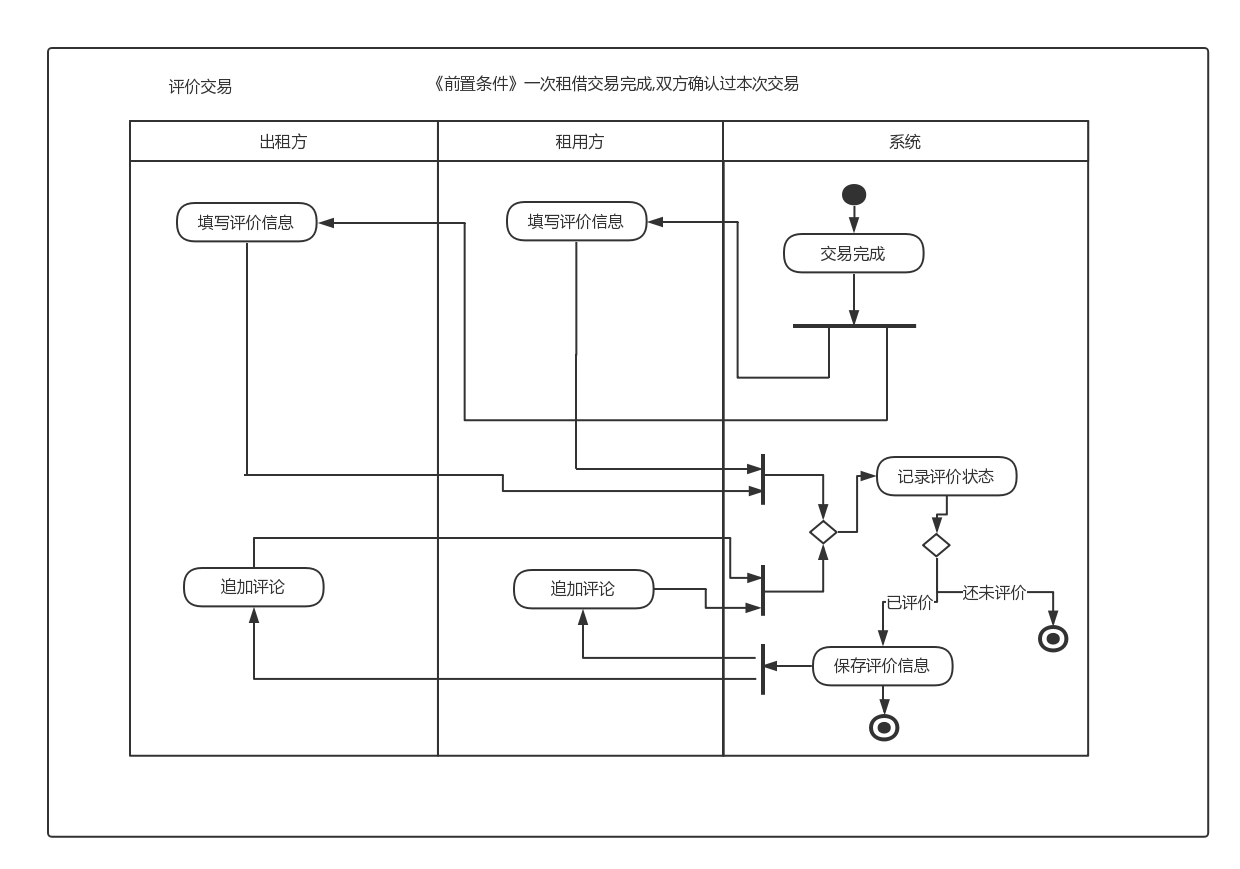 评价交易
《前置条件》一次租借交易完成,双方确认过本次交易
出租方
租用方
系统
填写评价信息
填写评价信息
交易完成
记录评价状态
追加评论
追加评论
还未评价
已评价
保存评价信息